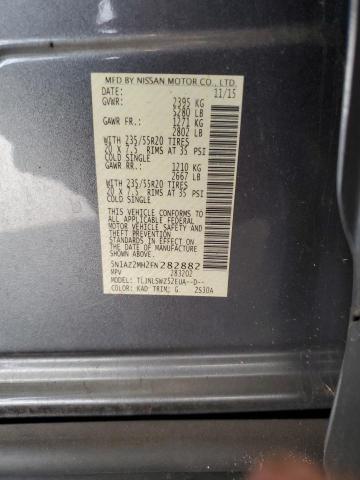 MFD BY NISSAN MOTOR CO., LTD.
DATE: 11/15
GVWR: 2395 KG
5280 LB
GAWR FR: 1271 KG
2802 LB
WITH 235/55R20 TIRES
20 X 7.5 RIMS AT 35 PSI
COLD SINGLE
GAWR RR: 1210 KG
2667 LB
WITH 235/55R20 TIRES
20 X 7.5 RIMS AT 35 PSI
COLD SINGLE
THIS VEHICLE CONFORMS TO
ALL APPLICABLE FEDERAL
MOTOR VEHICLE SAFETY AND
THEFT PREVENTION
STANDARDS IN EFFECT ON
THE DATE OF MANUFACTURE
SHOWN ABOVE.
5N1AZ2MH2FN282882
MPV 283202
MODEL: TLJNLSWZ52EUA--D--
COLOR: KAD TRIM: G 2S30A